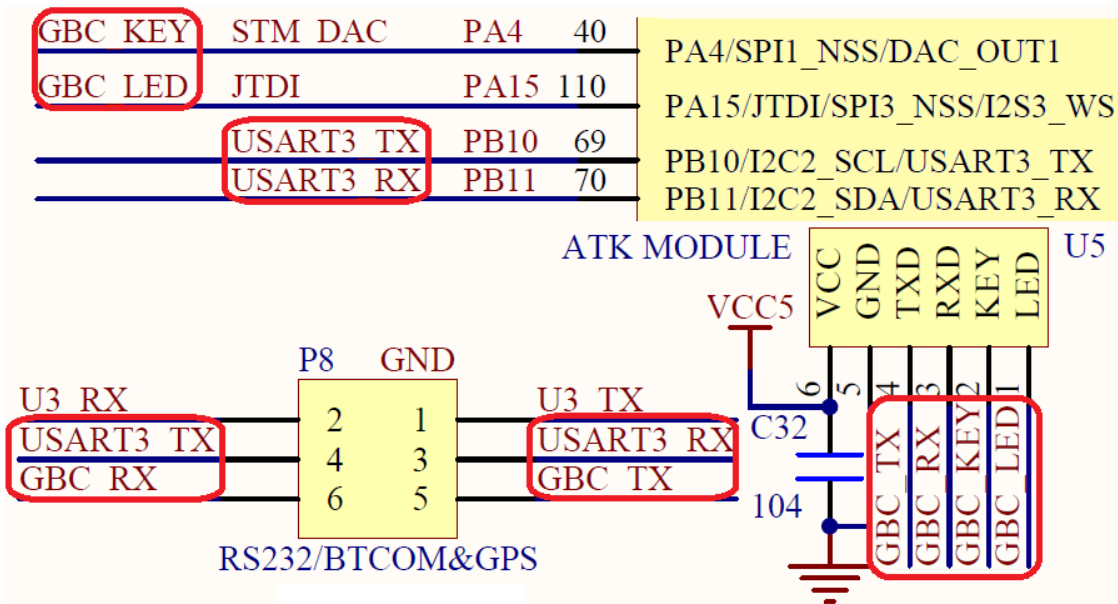 GBC_KEY STM_DAC PA4 40 PA4/SPI1_NSS/DAC_OUT1
GBC_LED JTDI PA15 110 PA15/JTDI/SPI3_NSS/I2S3_WS
USART3_TX PB10 69 PB10/I2C2_SCL/USART3_TX
USART3_RX PB11 70 PB11/I2C2_SDA/USART3_RX
ATK MODULE U5
VCC GND TXD RXD KEY LED
VCC5
6 5 4 3 2 1
GBC_TX GBC_RX GBC_KEY GBC_LED
C32
104
P8 GND
U3_RX 2 1 U3_TX
USART3_TX 4 3 USART3_RX
GBC_RX 6 5 GBC_TX
RS232/BTCOM&GPS